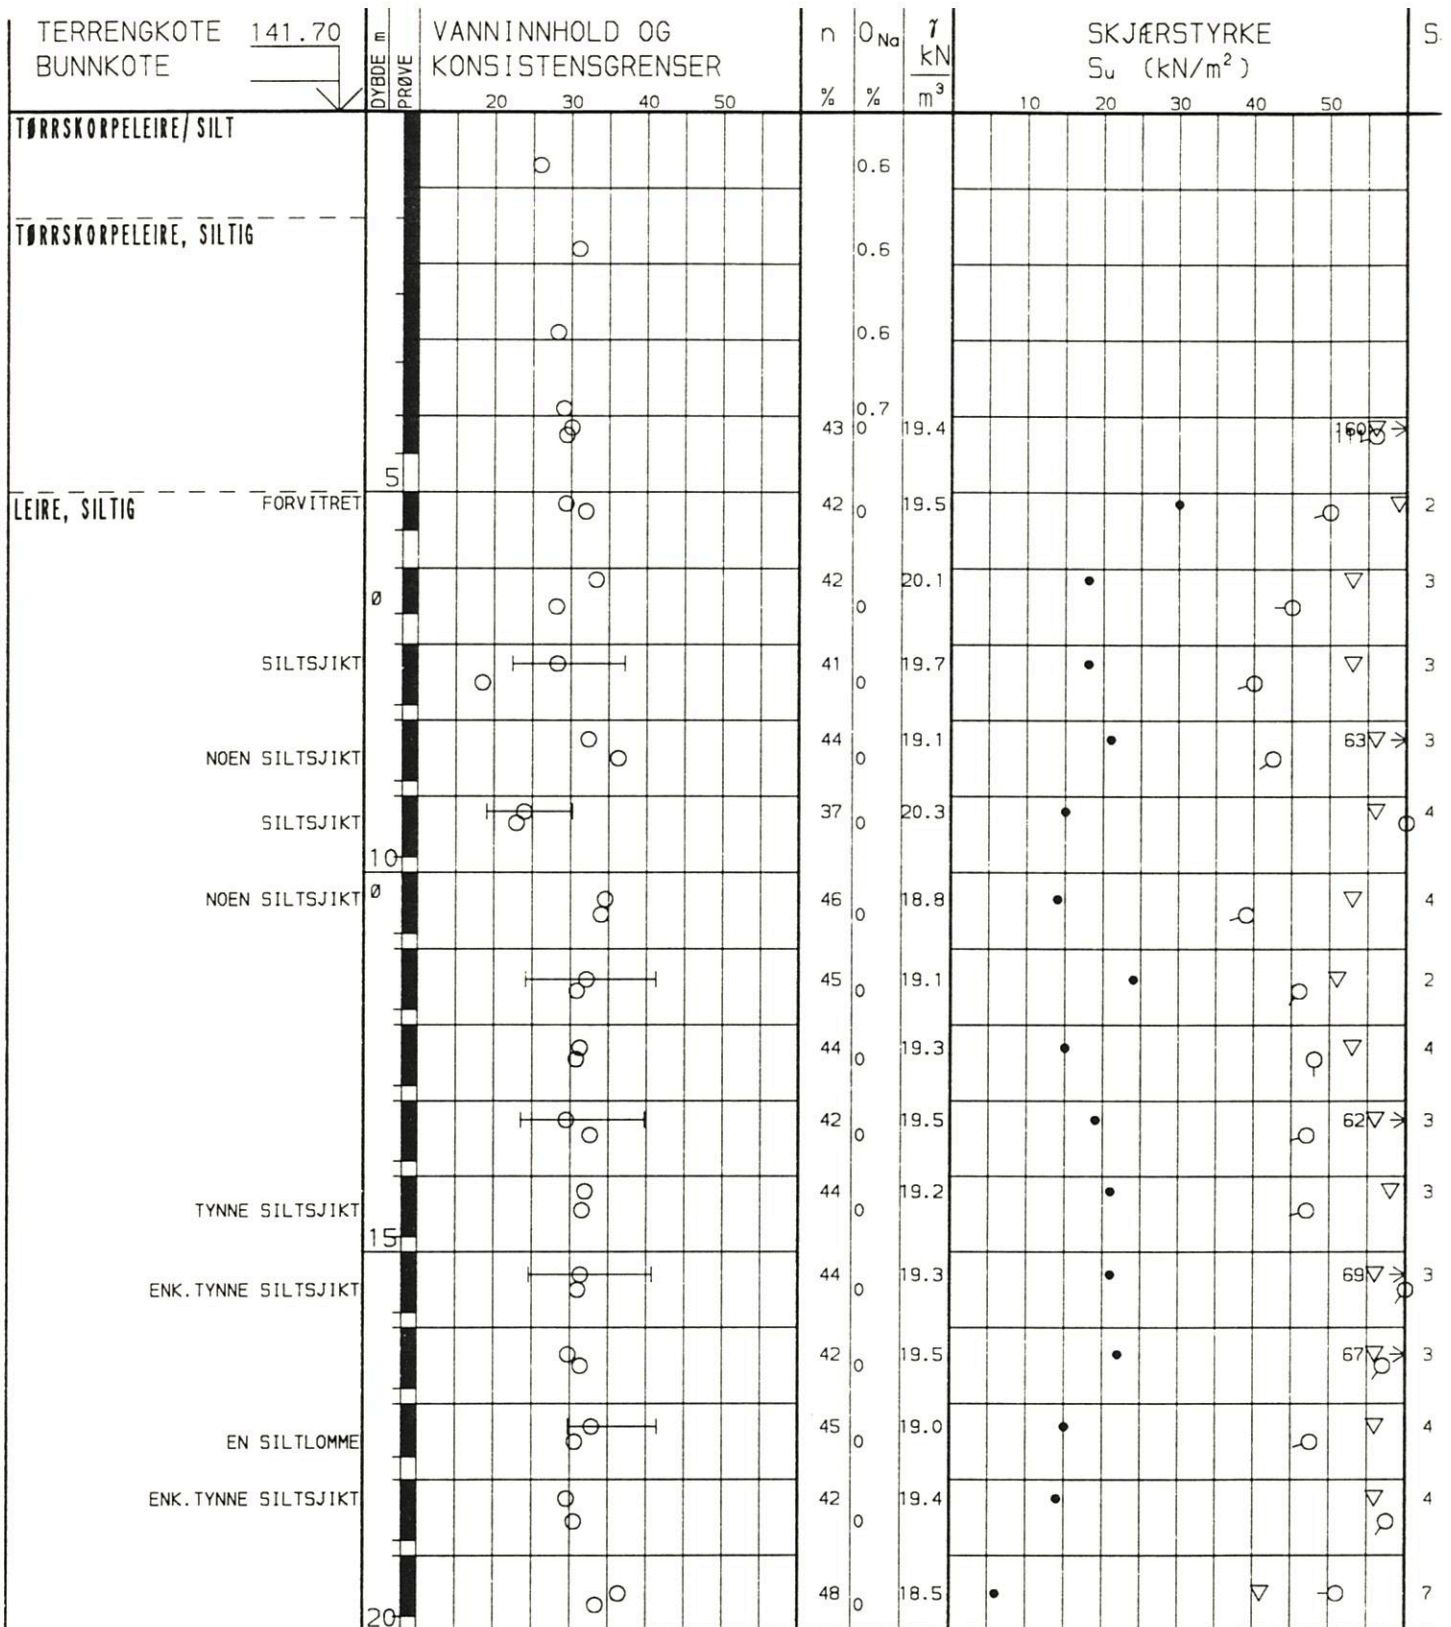 TERRENGKOTE 141.70
BUNNKOTE
DYBDE m
PRØVE
VANNINNHOLD OG
KONSISTENSGRENSER
20 30 40 50
n
%
O Na
%
γ
kN
m³
SKJÆRSTYRKE
Su (kN/m²)
10 20 30 40 50
S
TØRRSKORPELEIRE/SILT
0.6
TØRRSKORPELEIRE, SILTIG
0.6
0.6
0.7
43 0 19.4 160
5
LEIRE, SILTIG FORVITRET 42 0 19.5 2
Ø 42 0 20.1 3
SILTSJIKT 41 0 19.7 3
NOEN SILTSJIKT 44 0 19.1 63 3
SILTSJIKT 37 0 20.3 4
10
NOEN SILTSJIKT Ø 46 0 18.8 4
45 0 19.1 2
44 0 19.3 4
42 0 19.5 62 3
TYNNE SILTSJIKT 44 0 19.2 3
15
ENK.TYNNE SILTSJIKT 44 0 19.3 69 3
42 0 19.5 67 3
EN SILTLOMME 45 0 19.0 4
ENK.TYNNE SILTSJIKT 42 0 19.4 4
48 0 18.5 7
20